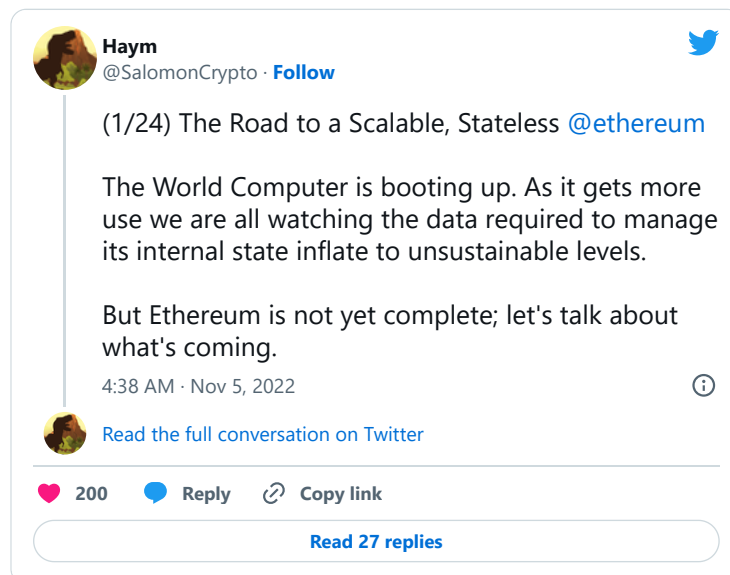 Haym
@SalomonCrypto · Follow
(1/24) The Road to a Scalable, Stateless @ethereum
The World Computer is booting up. As it gets more
use we are all watching the data required to manage
its internal state inflate to unsustainable levels.
But Ethereum is not yet complete; let's talk about
what's coming.
4:38 AM · Nov 5, 2022
Read the full conversation on Twitter
200 Reply Copy link
Read 27 replies